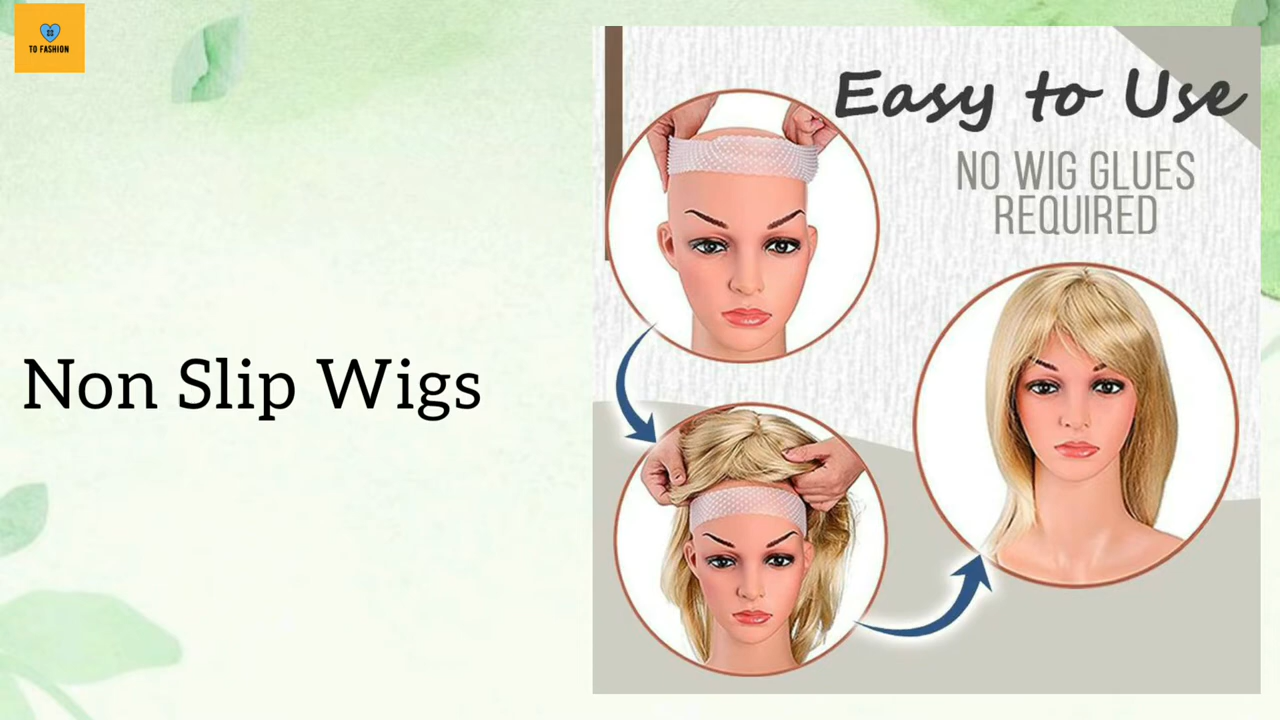 TO FASHION
Non Slip Wigs
Easy to Use
NO WIG GLUES
REQUIRED